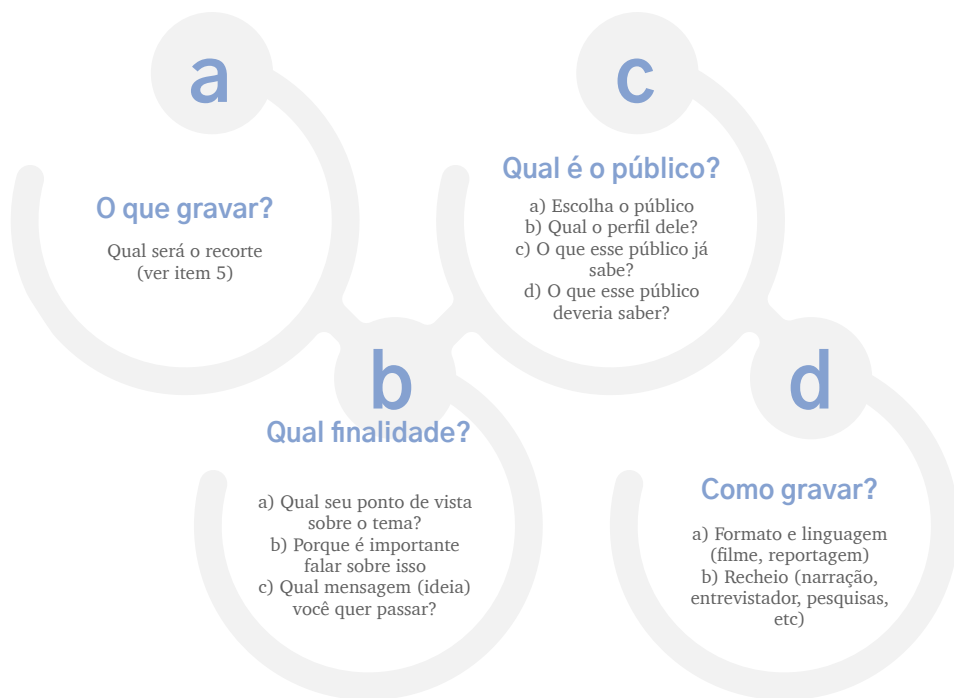 a
O que gravar?
Qual será o recorte
(ver item 5)
b
Qual finalidade?
a) Qual seu ponto de vista
sobre o tema?
b) Porque é importante
falar sobre isso
c) Qual mensagem (ideia)
você quer passar?
c
Qual é o público?
a) Escolha o público
b) Qual o perfil dele?
c) O que esse público já
sabe?
d) O que esse público
deveria saber?
d
Como gravar?
a) Formato e linguagem
(filme, reportagem)
b) Recheio (narração,
entrevistador, pesquisas,
etc)